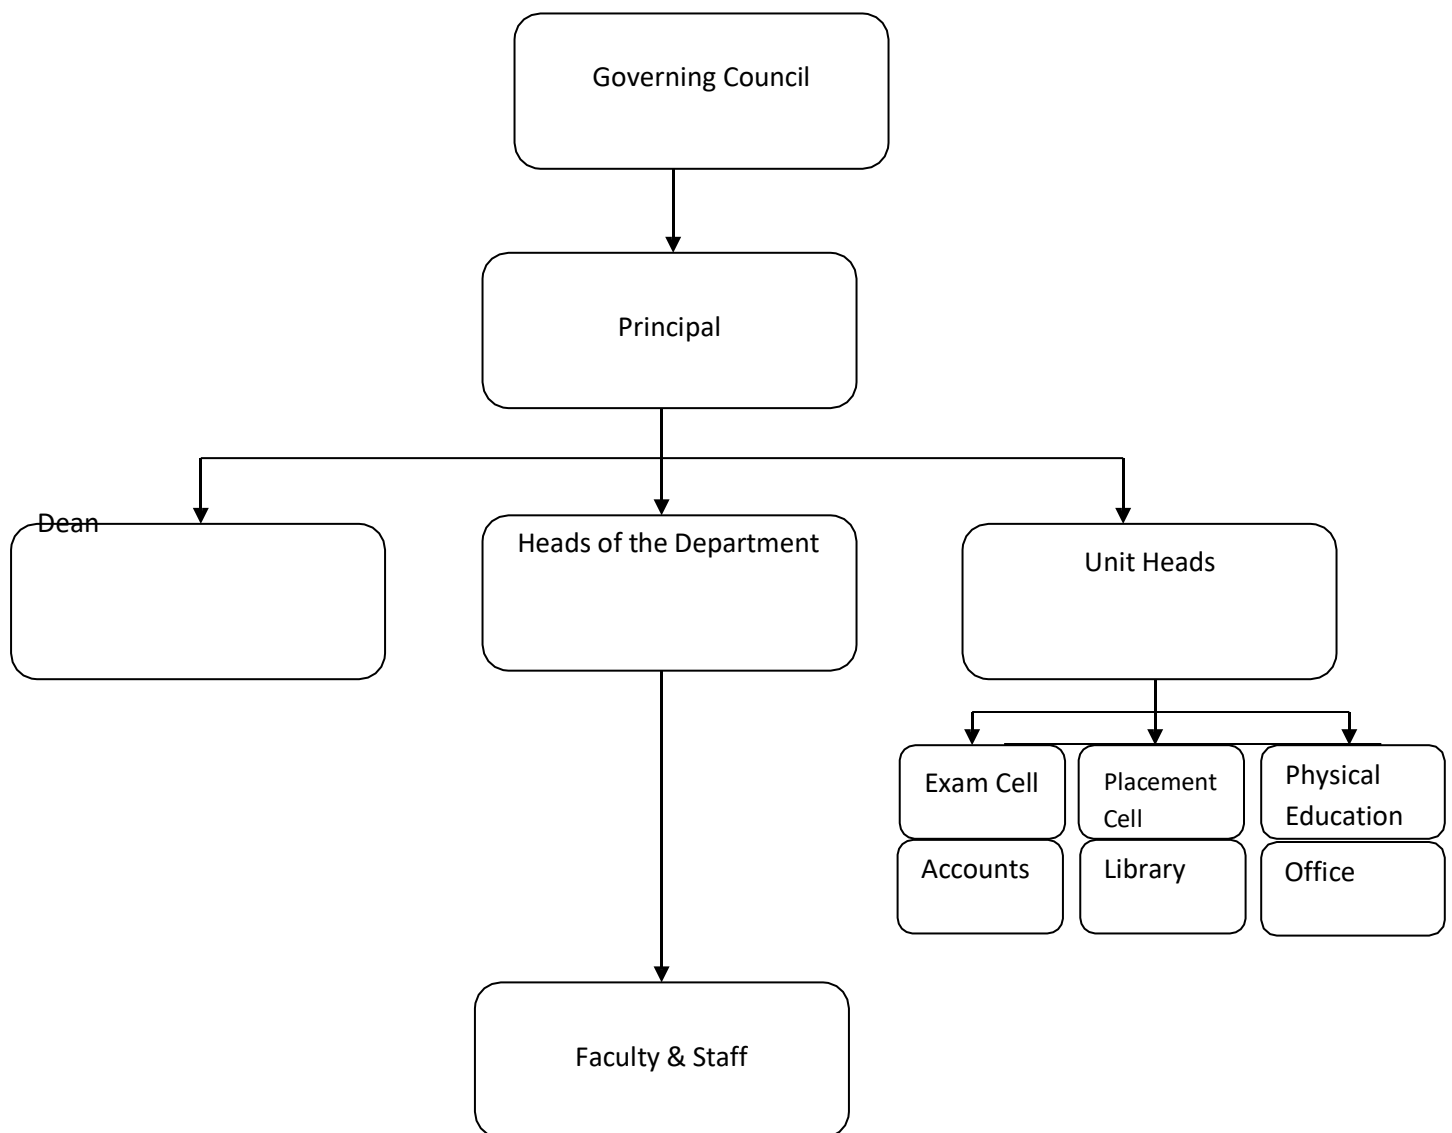 Governing Council
Principal
Dean
Heads of the Department
Unit Heads
Exam Cell
Placement
Cell
Physical
Education
Accounts
Library
Office
Faculty & Staff